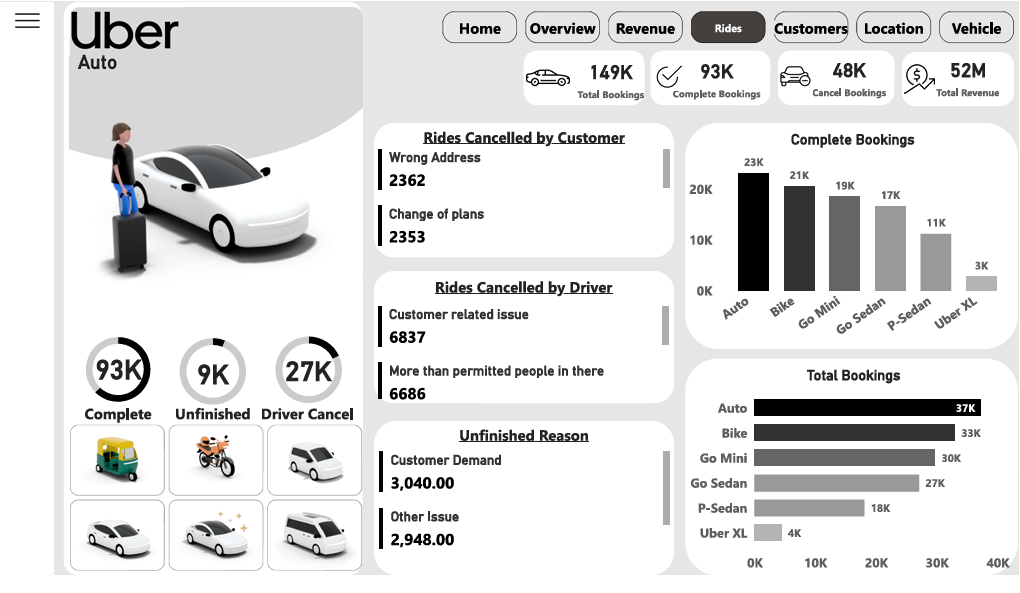 Uber
Auto
Home
Overview
Revenue
Rides
Customers
Location
Vehicle
149K
Total Bookings
93K
Complete Bookings
48K
Cancel Bookings
52M
Total Revenue
Rides Cancelled by Customer
Wrong Address
2362
Change of plans
2353
Rides Cancelled by Driver
Customer related issue
6837
More than permitted people in there
6686
Unfinished Reason
Customer Demand
3,040.00
Other Issue
2,948.00
93K
Complete
9K
Unfinished
27K
Driver Cancel
Complete Bookings
20K
10K
0K
23K
21K
19K
17K
11K
3K
Auto
Bike
Go Mini
Go Sedan
P-Sedan
Uber XL
Total Bookings
Auto 37K
Bike 33K
Go Mini 30K
Go Sedan 27K
P-Sedan 18K
Uber XL 4K
0K 10K 20K 30K 40K